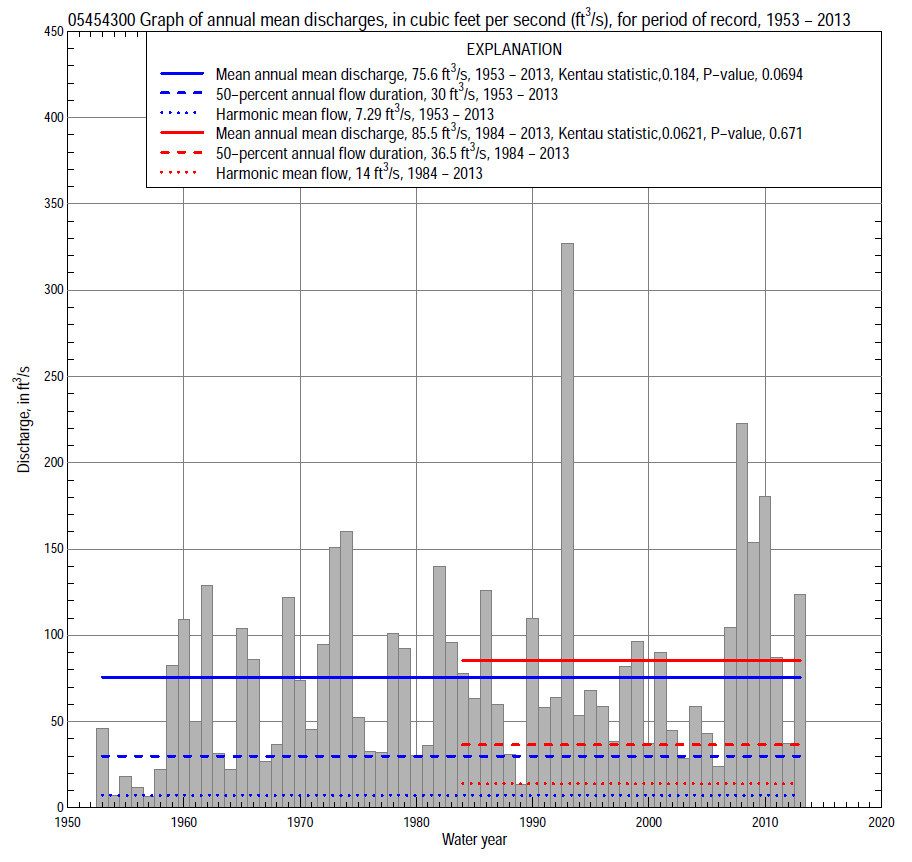 05454300 Graph of annual mean discharges, in cubic feet per second (ft³/s), for period of record, 1953 − 2013
EXPLANATION
Mean annual mean discharge, 75.6 ft³/s, 1953 − 2013, Kentau statistic,0.184, P−value, 0.0694
50−percent annual flow duration, 30 ft³/s, 1953 − 2013
Harmonic mean flow, 7.29 ft³/s, 1953 − 2013
Mean annual mean discharge, 85.5 ft³/s, 1984 − 2013, Kentau statistic,0.0621, P−value, 0.671
50−percent annual flow duration, 36.5 ft³/s, 1984 − 2013
Harmonic mean flow, 14 ft³/s, 1984 − 2013
450
400
350
300
250
200
150
100
50
0
Discharge, in ft³/s
1950 1960 1970 1980 1990 2000 2010 2020
Water year